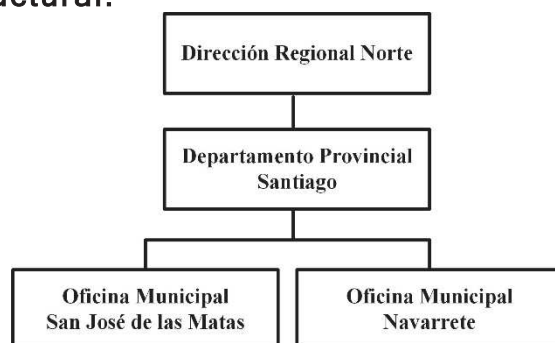 Dirección Regional Norte
Departamento Provincial
Santiago
Oficina Municipal
San José de las Matas
Oficina Municipal
Navarrete